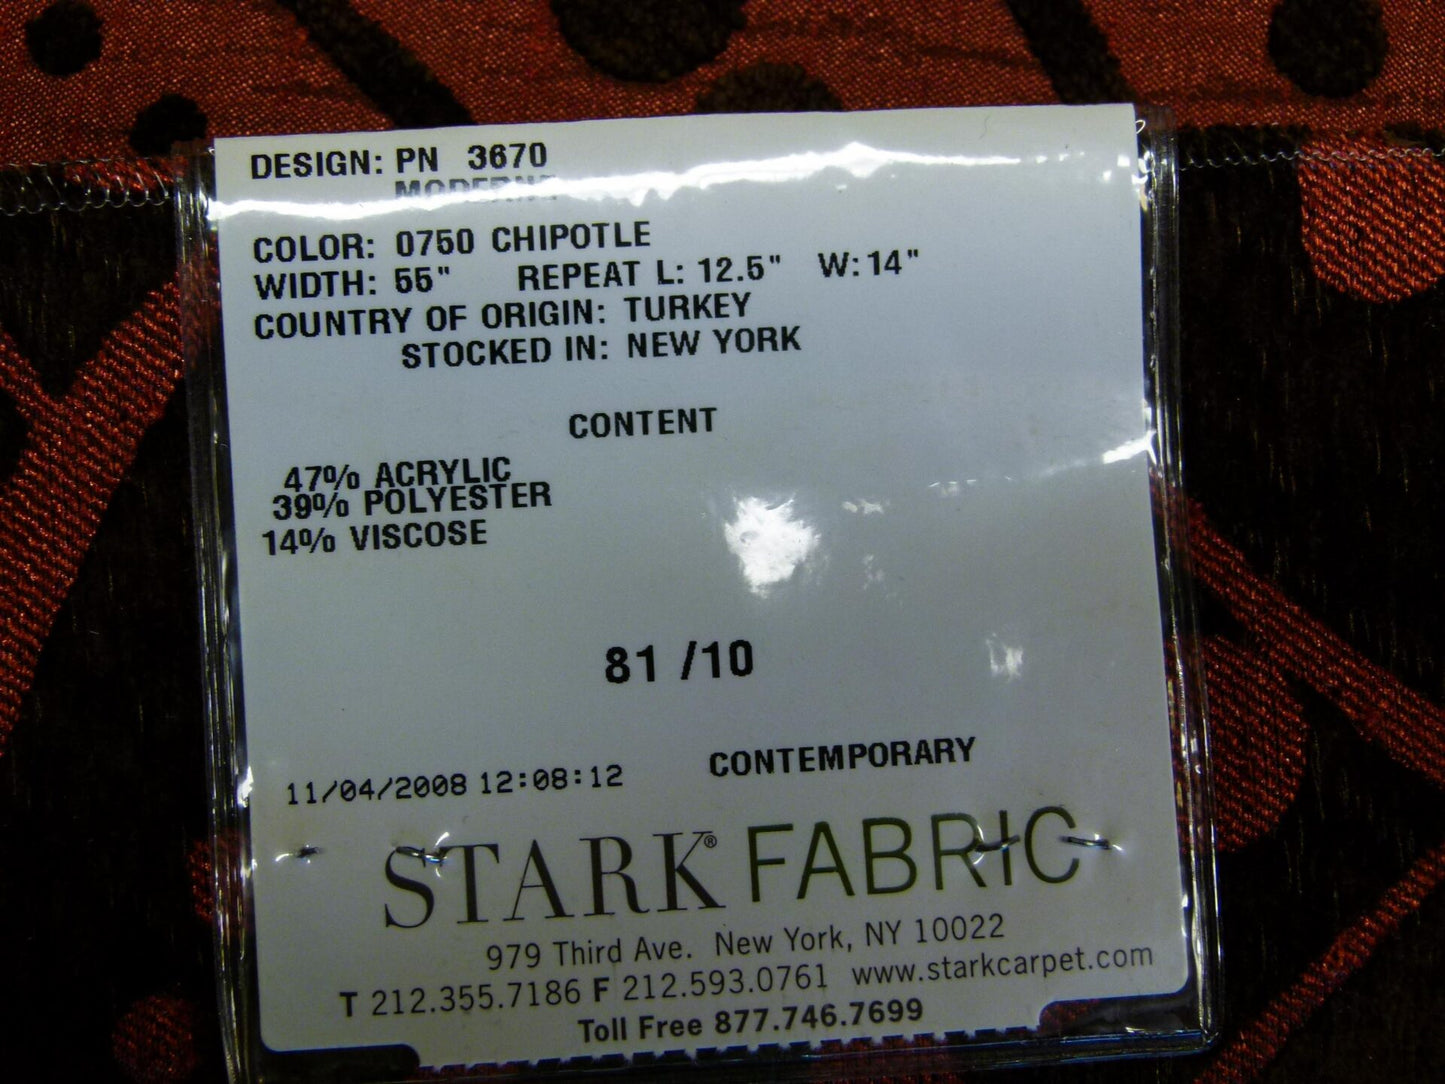 DESIGN: PN 3670
COLOR: 0750 CHIPOTLE
WIDTH: 55" REPEAT L: 12.5" W: 14"
COUNTRY OF ORIGIN: TURKEY
STOCKED IN: NEW YORK
CONTENT
47% ACRYLIC
39% POLYESTER
14% VISCOSE
81 /10
CONTEMPORARY
11/04/2008 12:08:12
STARK® FABRIC
979 Third Ave. New York, NY 10022
T 212.355.7186 F 212.593.0761 www.starkcarpet.com
Toll Free 877.746.7699